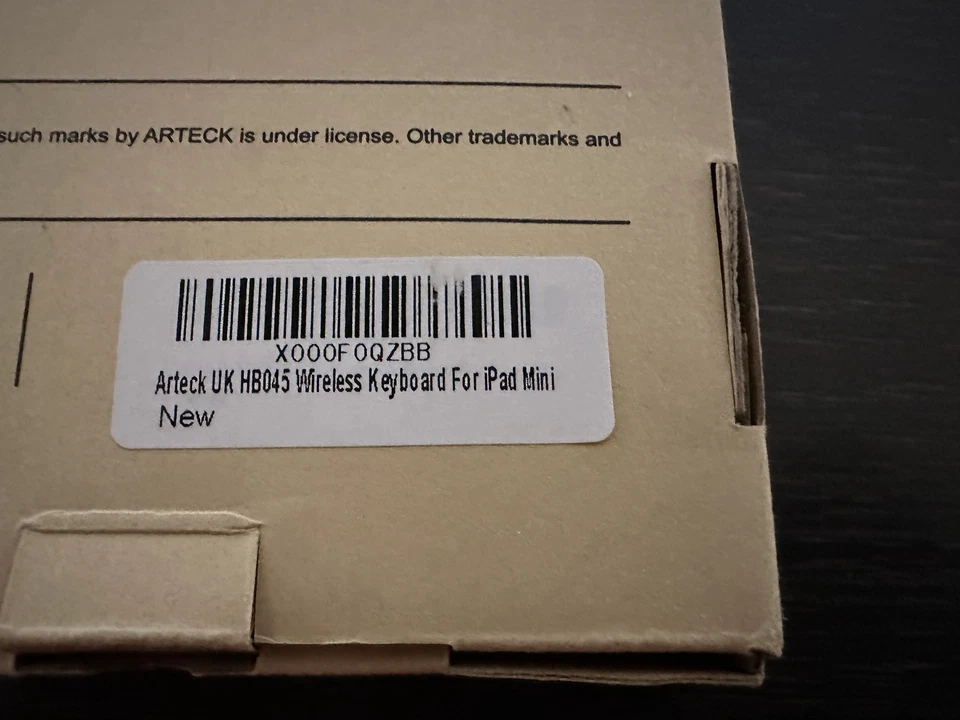 such marks by ARTECK is under license. Other trademarks and
X000F0QZBB
Arteck UK HB045 Wireless Keyboard For iPad Mini
New